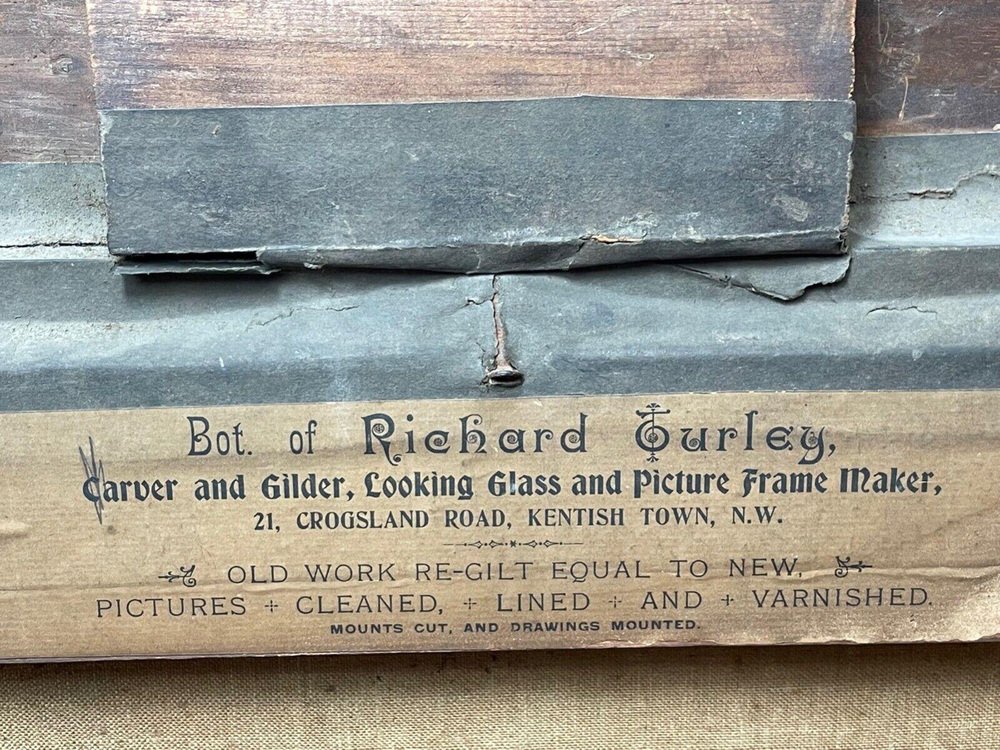 Bot. of Richard Turley,
Carver and Gilder, Looking Glass and Picture Frame Maker,
21, CROGSLAND ROAD, KENTISH TOWN, N.W.
OLD WORK RE-GILT EQUAL TO NEW,
PICTURES + CLEANED, + LINED + AND + VARNISHED.
MOUNTS CUT, AND DRAWINGS MOUNTED.